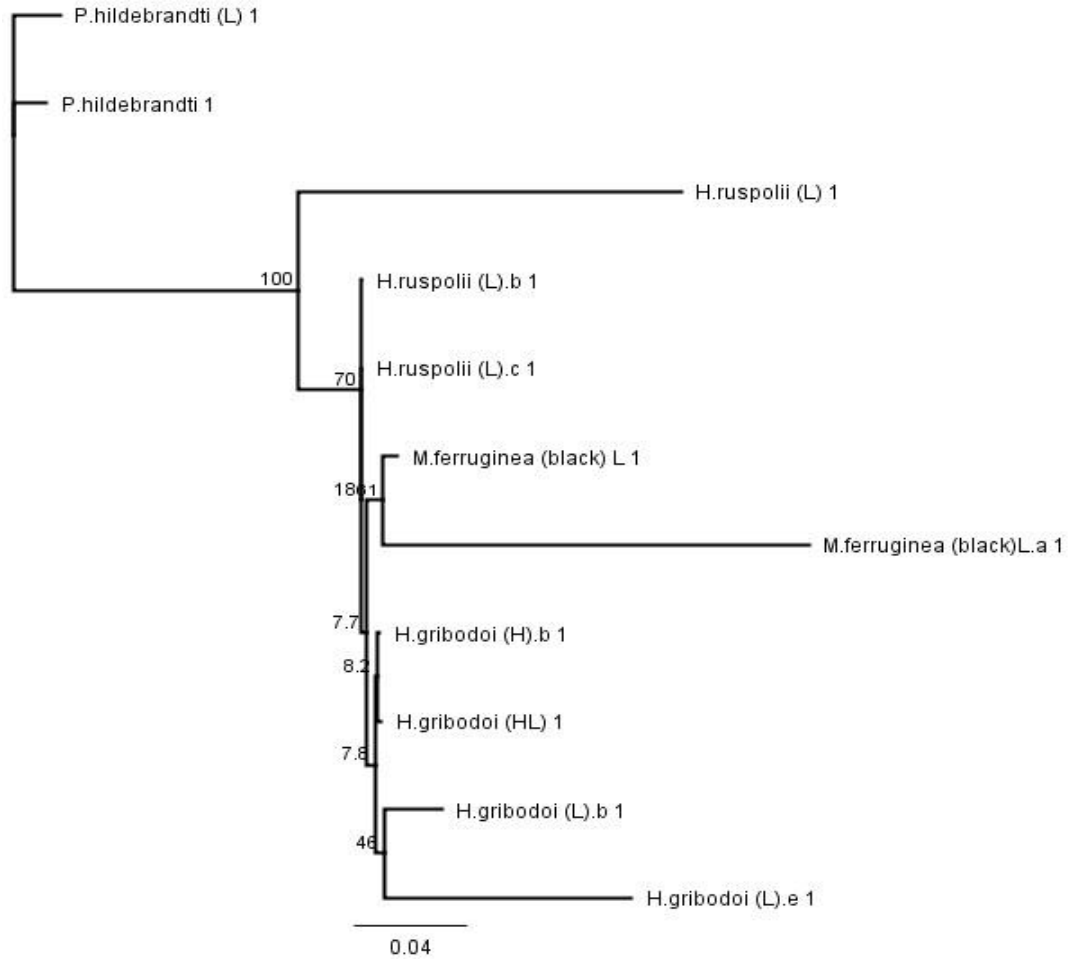 P.hildebrandti (L) 1
P.hildebrandti 1
H.ruspolii (L) 1
100
H.ruspolii (L).b 1
H.ruspolii (L).c 1
70
M.ferruginea (black) L 1
M.ferruginea (black)L.a 1
7.7
H.gribodoi (H).b 1
8.2
H.gribodoi (HL) 1
7.8
H.gribodoi (L).b 1
46
H.gribodoi (L).e 1
0.04